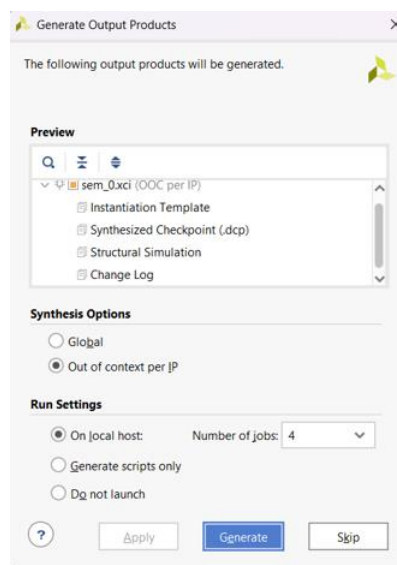 Generate Output Products
The following output products will be generated.
Preview
sem_0.xci (OOC per IP)
Instantiation Template
Synthesized Checkpoint (.dcp)
Structural Simulation
Change Log
Synthesis Options
Global
Out of context per IP
Run Settings
On local host: Number of jobs: 4
Generate scripts only
Do not launch
? Apply Generate Skip